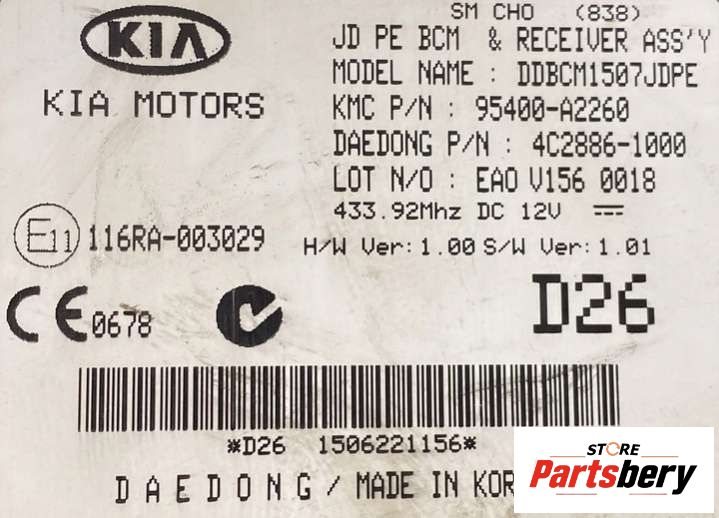 SM CHO (838)
KIA
JD PE BCM & RECEIVER ASS'Y
MODEL NAME : DDBCM1507JDPE
KIA MOTORS
KMC P/N : 95400-A2260
DAEDONG P/N : 4C2886-1000
LOT N/O : EAO V156 0018
433.92Mhz DC 12V
E11 116RA-003029
H/W Ver: 1.00 S/W Ver: 1.01
CE 0678
D26
*D26 1506221156*
DAEDONG / MADE IN KOR
STORE
Partsbery